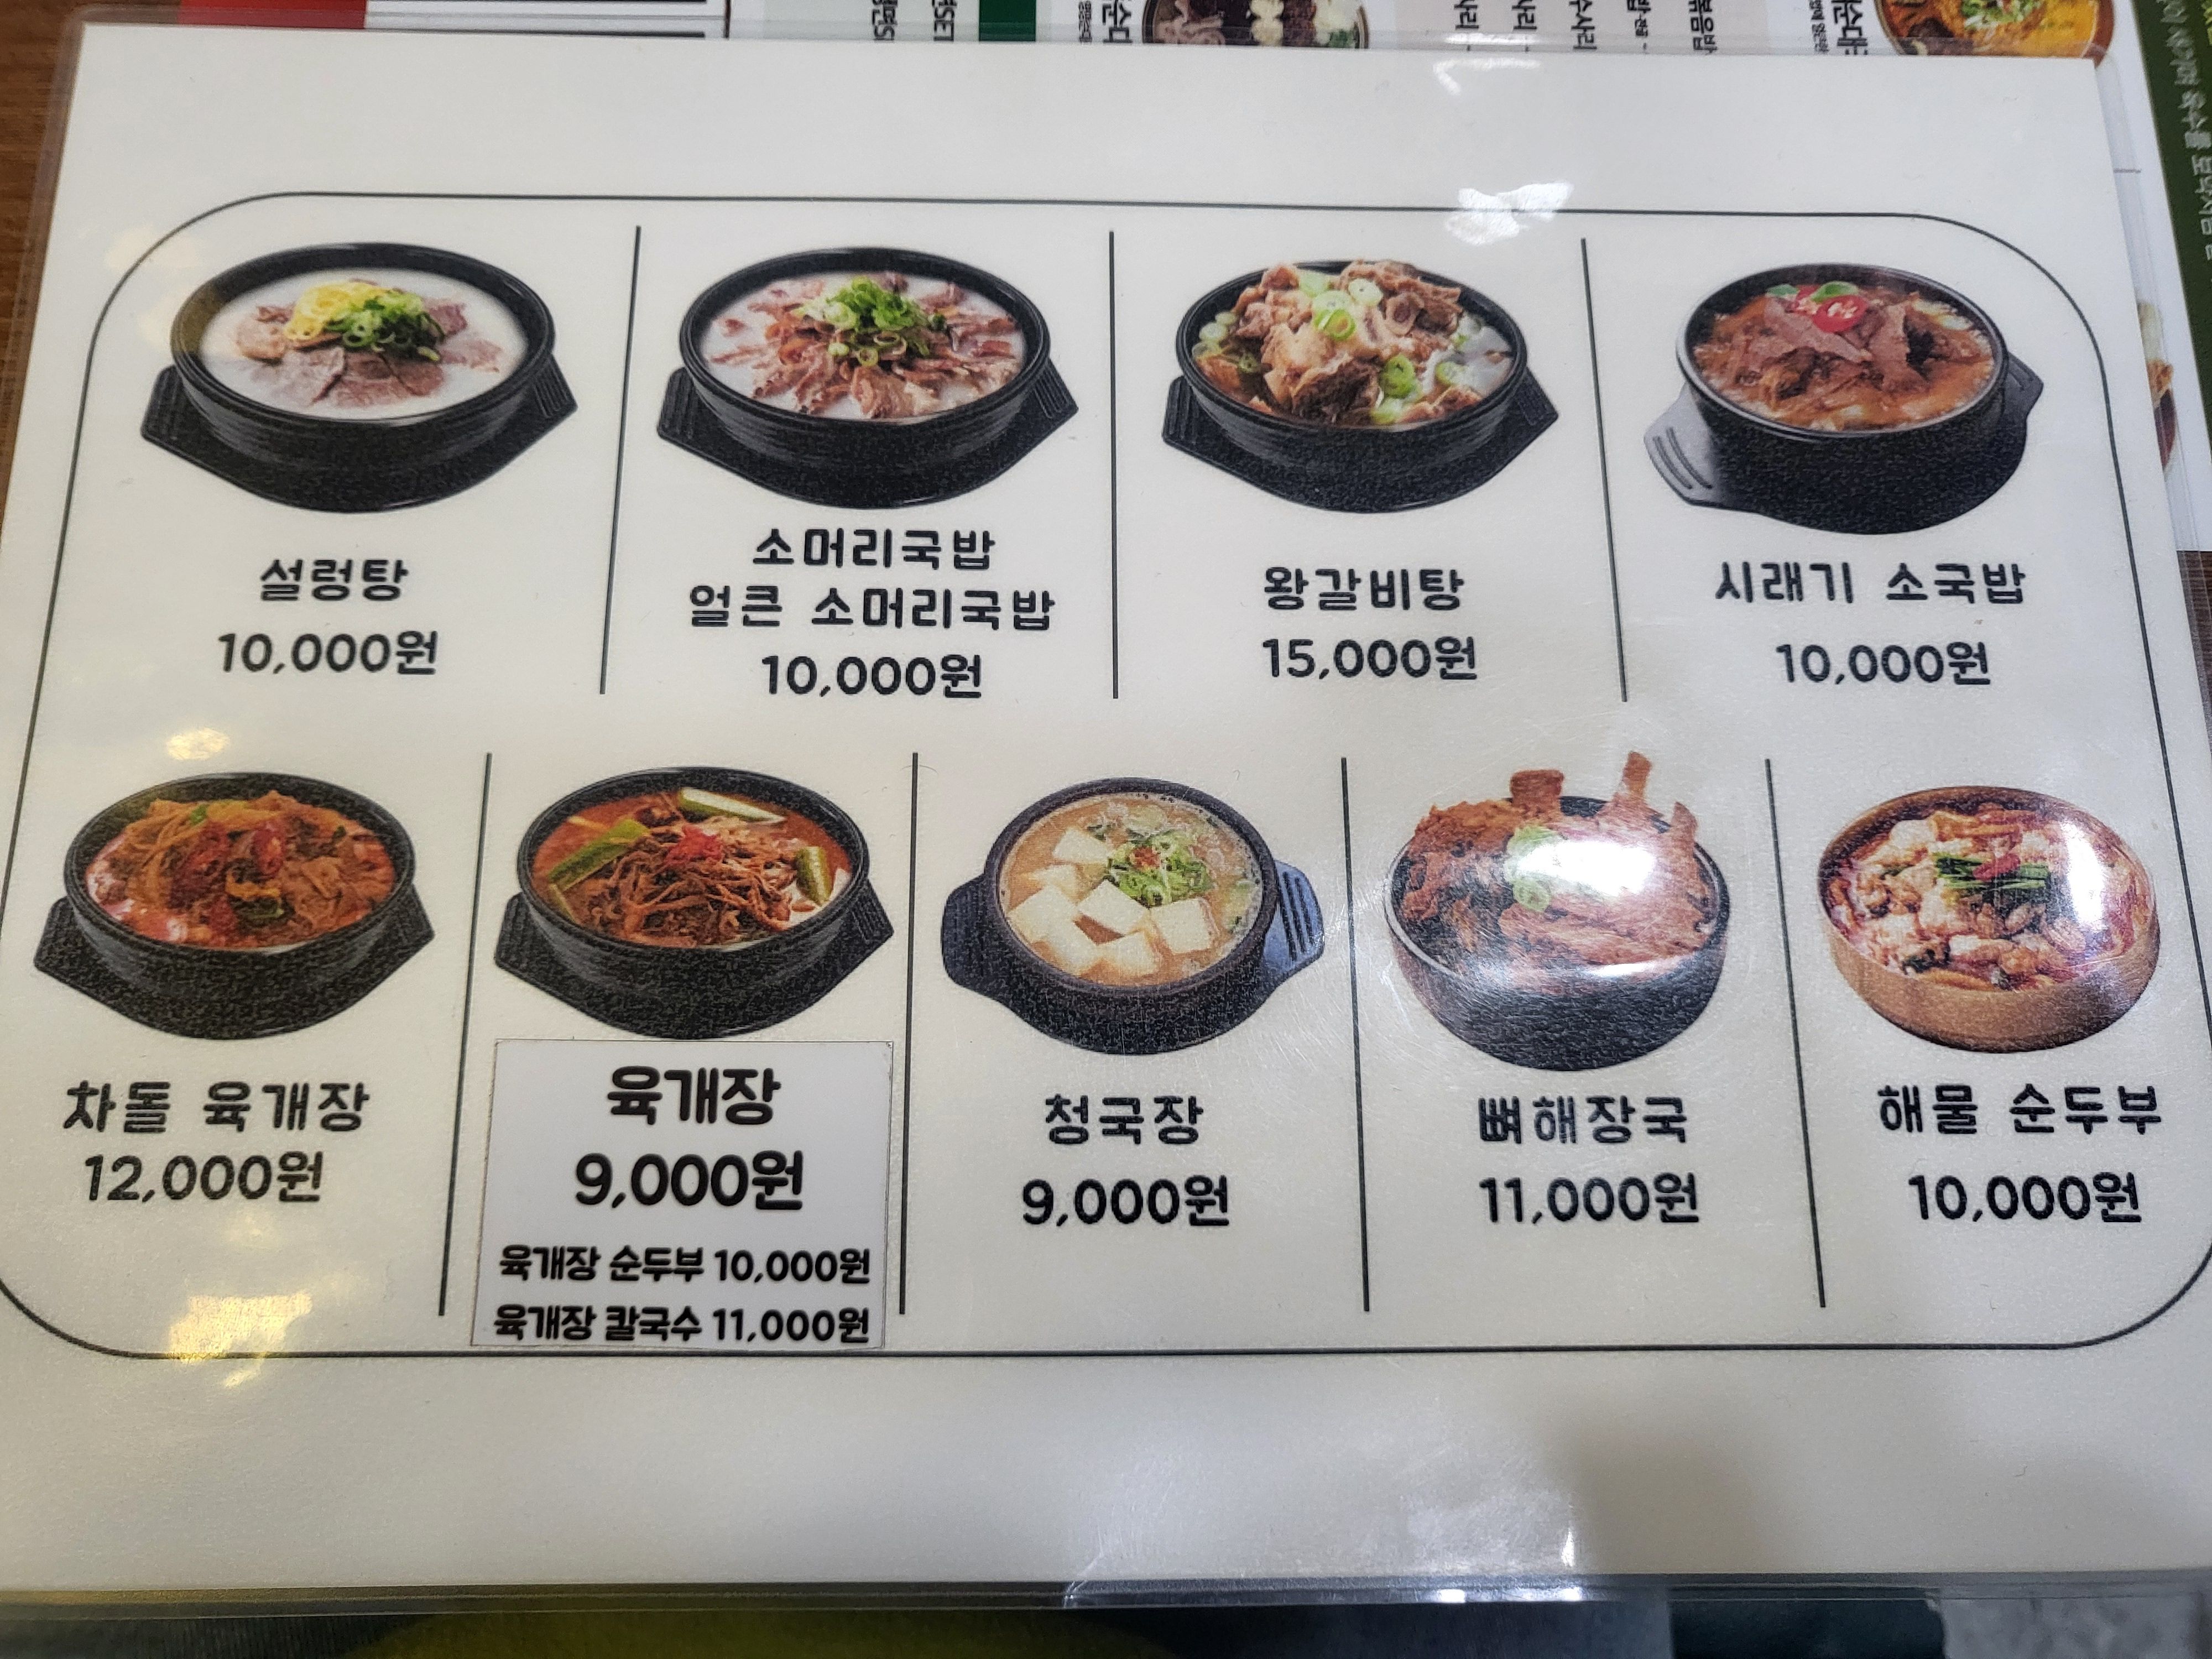 설렁탕
10,000원
소머리국밥
얼큰 소머리국밥
10,000원
왕갈비탕
15,000원
시래기 소국밥
10,000원
차돌 육개장
12,000원
육개장
9,000원
육개장 순두부 10,000원
육개장 칼국수 11,000원
청국장
9,000원
뼈해장국
11,000원
해물 순두부
10,000원